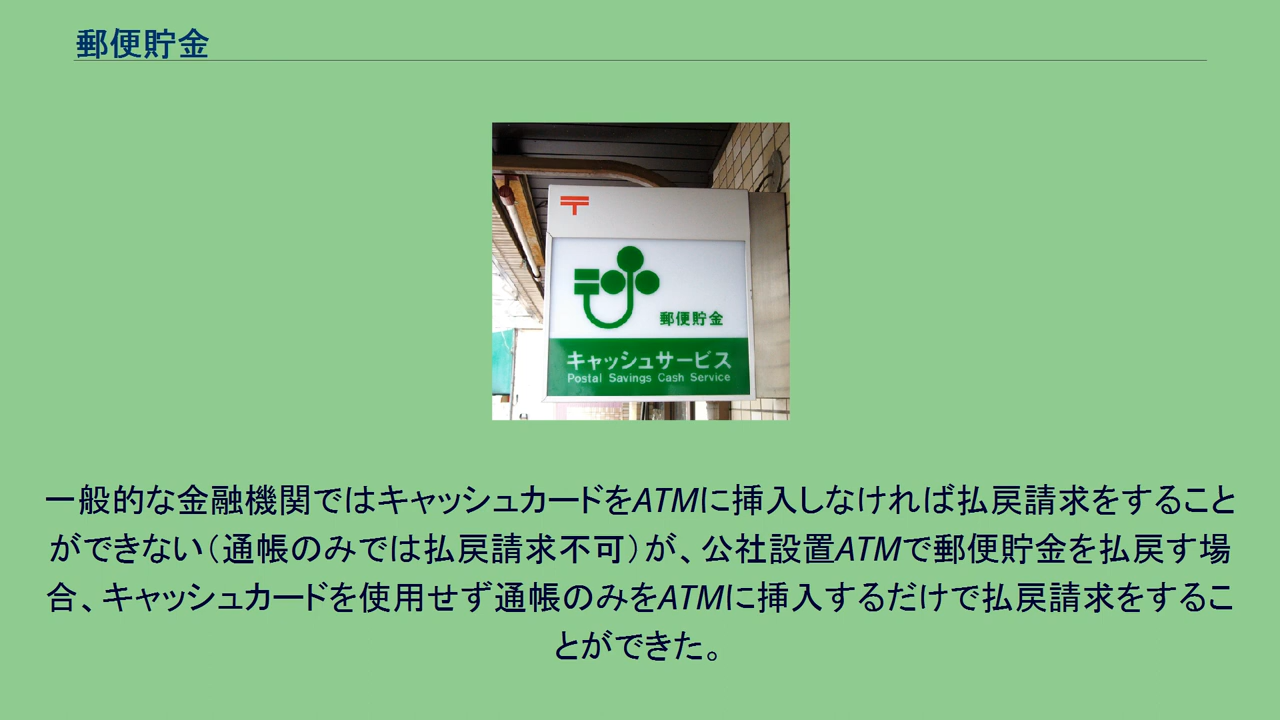 郵便貯金
〒
郵便貯金
キャッシュサービス
Postal Savings Cash Service
一般的な金融機関ではキャッシュカードをATMに挿入しなければ払戻請求をすること
ができない（通帳のみでは払戻請求不可）が、公社設置ATMで郵便貯金を払戻す場
合、キャッシュカードを使用せず通帳のみをATMに挿入するだけで払戻請求をするこ
とができた。